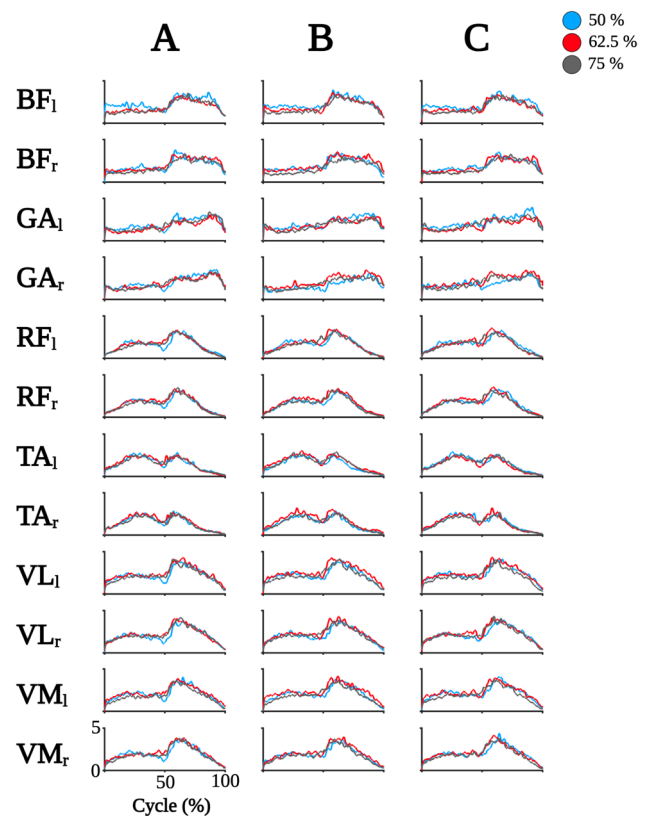 50 %
62.5 %
75 %
A B C
BFl
BFr
GAl
GAr
RFl
RFr
TAl
TAr
VLl
VLr
VMl
5
VMr
0
50 100
Cycle (%)